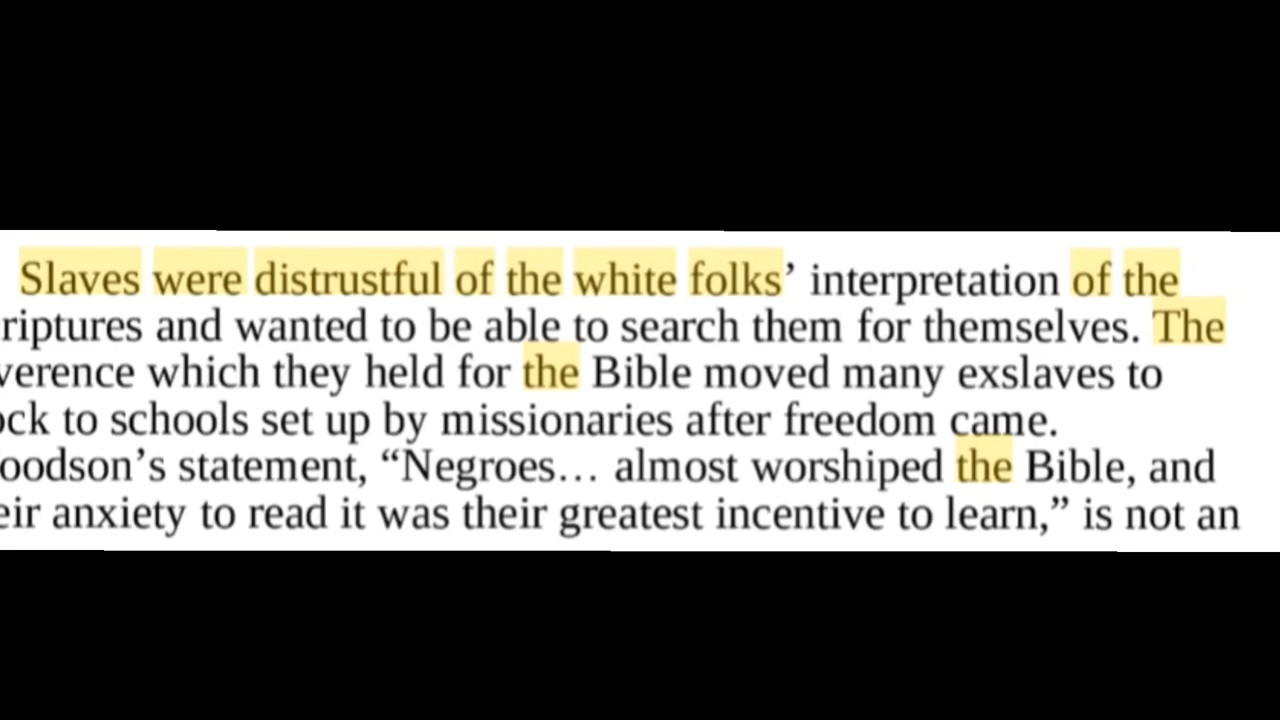 Slaves were distrustful of the white folks’ interpretation of the
riptures and wanted to be able to search them for themselves. The
verence which they held for the Bible moved many exslaves to
ck to schools set up by missionaries after freedom came.
oodson’s statement, “Negroes… almost worshiped the Bible, and
eir anxiety to read it was their greatest incentive to learn,” is not an